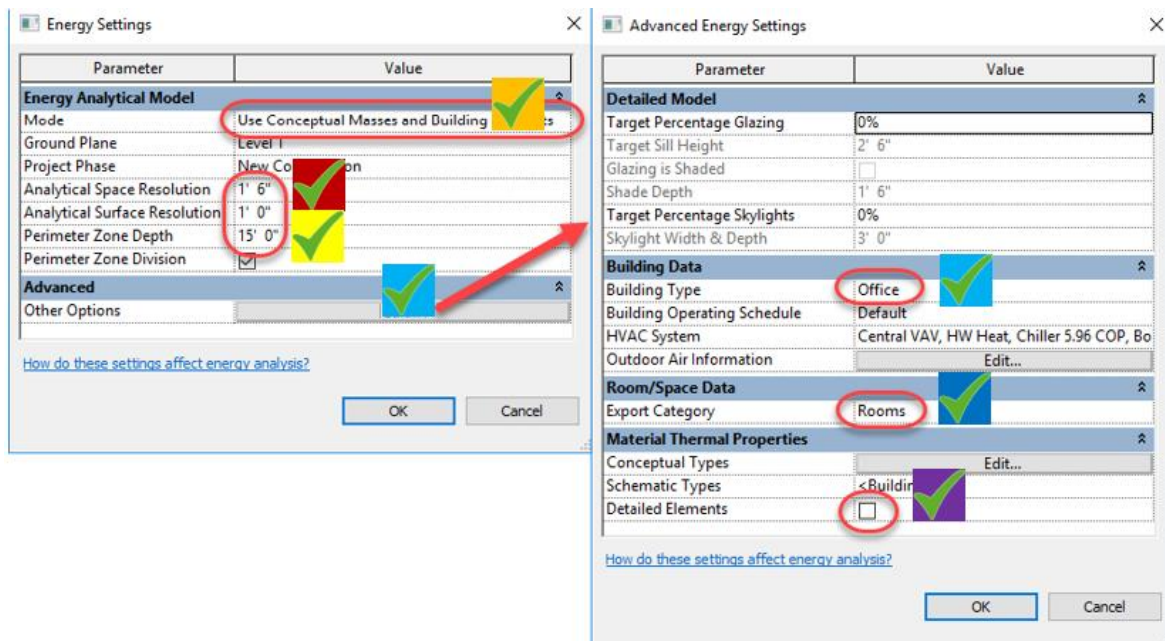 Energy Settings
Parameter Value
Energy Analytical Model
Mode Use Conceptual Masses and Building
Ground Plane Level 1
Project Phase New
Analytical Space Resolution 1' 6"
Analytical Surface Resolution 1' 0"
Perimeter Zone Depth 15' 0"
Perimeter Zone Division
Advanced
Other Options
How do these settings affect energy analysis?
OK Cancel
Advanced Energy Settings
Parameter Value
Detailed Model
Target Percentage Glazing 0%
Target Sill Height 2' 6"
Glazing is Shaded
Shade Depth 1' 6"
Target Percentage Skylights 0%
Skylight Width & Depth 3' 0"
Building Data
Building Type Office
Building Operating Schedule Default
HVAC System Central VAV, HW Heat, Chiller 5.96 COP, Bo
Outdoor Air Information Edit...
Room/Space Data
Export Category Rooms
Material Thermal Properties
Conceptual Types Edit...
Schematic Types <Buildin
Detailed Elements
How do these settings affect energy analysis?
OK Cancel